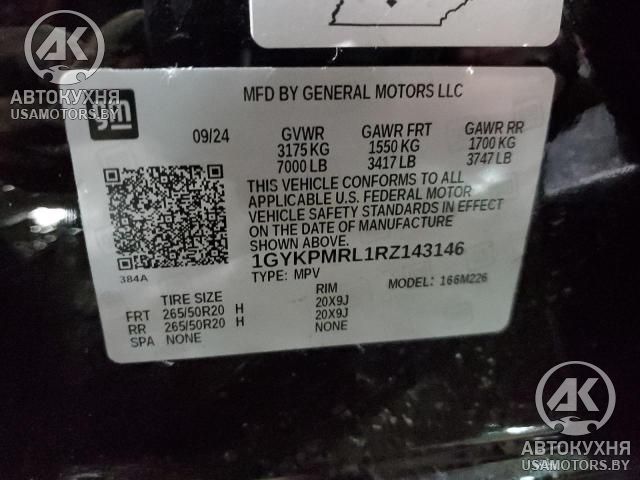 АК
АВТОКУХНЯ
USAMOTORS.BY
gm
MFD BY GENERAL MOTORS LLC
09/24 GVWR GAWR FRT GAWR RR
3175 KG 1550 KG 1700 KG
7000 LB 3417 LB 3747 LB
THIS VEHICLE CONFORMS TO ALL
APPLICABLE U.S. FEDERAL MOTOR
VEHICLE SAFETY STANDARDS IN EFFECT
ON THE DATE OF MANUFACTURE
SHOWN ABOVE.
1GYKPMRL1RZ143146
384A TYPE: MPV MODEL: 166M226
TIRE SIZE RIM
FRT 265/50R20 H 20X9J
RR 265/50R20 H 20X9J
SPA NONE NONE
АК
АВТОКУХНЯ
USAMOTORS.BY